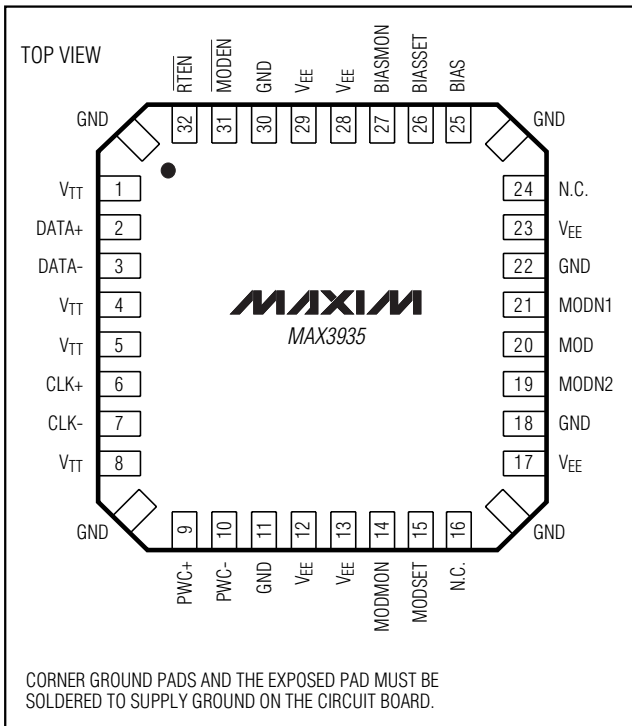 TOP VIEW
RTEN
MODEN
GND
VEE
VEE
BIASMON
BIASSET
BIAS
GND
32
31
30
29
28
27
26
25
GND
VTT 1
DATA+ 2
DATA- 3
VTT 4
VTT 5
CLK+ 6
CLK- 7
VTT 8
MAXIM
MAX3935
24 N.C.
23 VEE
22 GND
21 MODN1
20 MOD
19 MODN2
18 GND
17 VEE
GND
9
10
11
12
13
14
15
16
GND
PWC+
PWC-
GND
VEE
VEE
MODMON
MODSET
N.C.
CORNER GROUND PADS AND THE EXPOSED PAD MUST BE
SOLDERED TO SUPPLY GROUND ON THE CIRCUIT BOARD.